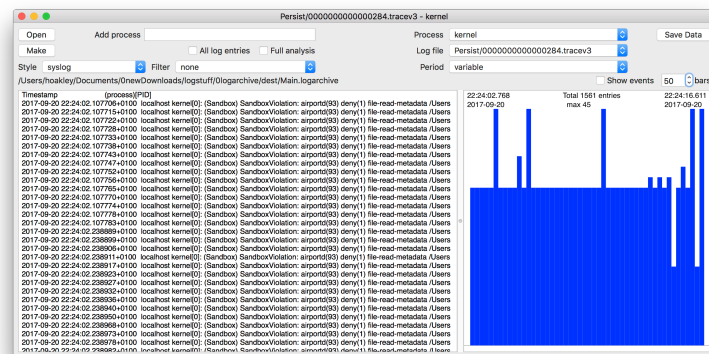 Persist/0000000000000284.tracev3 - kernel
Open Add process Process kernel Save Data
Make All log entries Full analysis Log file Persist/0000000000000284.tracev3
Style syslog Filter none Period variable
/Users/hoakley/Documents/0newDownloads/logstuff/0logarchive/dest/Main.logarchive Show events 50 bars
Timestamp (process)[PID]
2017-09-20 22:24:02.107706+0100 localhost kernel[0]: (Sandbox) SandboxViolation: airportd(93) deny(1) file-read-metadata /Users
2017-09-20 22:24:02.107715+0100 localhost kernel[0]: (Sandbox) SandboxViolation: airportd(93) deny(1) file-read-metadata /Users
2017-09-20 22:24:02.107722+0100 localhost kernel[0]: (Sandbox) SandboxViolation: airportd(93) deny(1) file-read-metadata /Users
2017-09-20 22:24:02.107728+0100 localhost kernel[0]: (Sandbox) SandboxViolation: airportd(93) deny(1) file-read-metadata /Users
2017-09-20 22:24:02.107733+0100 localhost kernel[0]: (Sandbox) SandboxViolation: airportd(93) deny(1) file-read-metadata /Users
2017-09-20 22:24:02.107738+0100 localhost kernel[0]: (Sandbox) SandboxViolation: airportd(93) deny(1) file-read-metadata /Users
2017-09-20 22:24:02.107743+0100 localhost kernel[0]: (Sandbox) SandboxViolation: airportd(93) deny(1) file-read-metadata /Users
2017-09-20 22:24:02.107747+0100 localhost kernel[0]: (Sandbox) SandboxViolation: airportd(93) deny(1) file-read-metadata /Users
2017-09-20 22:24:02.107752+0100 localhost kernel[0]: (Sandbox) SandboxViolation: airportd(93) deny(1) file-read-metadata /Users
2017-09-20 22:24:02.107756+0100 localhost kernel[0]: (Sandbox) SandboxViolation: airportd(93) deny(1) file-read-metadata /Users
2017-09-20 22:24:02.107765+0100 localhost kernel[0]: (Sandbox) SandboxViolation: airportd(93) deny(1) file-read-metadata /Users
2017-09-20 22:24:02.107770+0100 localhost kernel[0]: (Sandbox) SandboxViolation: airportd(93) deny(1) file-read-metadata /Users
2017-09-20 22:24:02.107774+0100 localhost kernel[0]: (Sandbox) SandboxViolation: airportd(93) deny(1) file-read-metadata /Users
2017-09-20 22:24:02.107778+0100 localhost kernel[0]: (Sandbox) SandboxViolation: airportd(93) deny(1) file-read-metadata /Users
2017-09-20 22:24:02.107783+0100 localhost kernel[0]: (Sandbox) SandboxViolation: airportd(93) deny(1) file-read-metadata /Users
2017-09-20 22:24:02.238889+0100 localhost kernel[0]: (Sandbox) SandboxViolation: airportd(93) deny(1) file-read-metadata /Users
2017-09-20 22:24:02.238899+0100 localhost kernel[0]: (Sandbox) SandboxViolation: airportd(93) deny(1) file-read-metadata /Users
2017-09-20 22:24:02.238906+0100 localhost kernel[0]: (Sandbox) SandboxViolation: airportd(93) deny(1) file-read-metadata /Users
2017-09-20 22:24:02.238911+0100 localhost kernel[0]: (Sandbox) SandboxViolation: airportd(93) deny(1) file-read-metadata /Users
2017-09-20 22:24:02.238917+0100 localhost kernel[0]: (Sandbox) SandboxViolation: airportd(93) deny(1) file-read-metadata /Users
2017-09-20 22:24:02.238923+0100 localhost kernel[0]: (Sandbox) SandboxViolation: airportd(93) deny(1) file-read-metadata /Users
2017-09-20 22:24:02.238927+0100 localhost kernel[0]: (Sandbox) SandboxViolation: airportd(93) deny(1) file-read-metadata /Users
2017-09-20 22:24:02.238932+0100 localhost kernel[0]: (Sandbox) SandboxViolation: airportd(93) deny(1) file-read-metadata /Users
2017-09-20 22:24:02.238936+0100 localhost kernel[0]: (Sandbox) SandboxViolation: airportd(93) deny(1) file-read-metadata /Users
2017-09-20 22:24:02.238940+0100 localhost kernel[0]: (Sandbox) SandboxViolation: airportd(93) deny(1) file-read-metadata /Users
2017-09-20 22:24:02.238950+0100 localhost kernel[0]: (Sandbox) SandboxViolation: airportd(93) deny(1) file-read-metadata /Users
2017-09-20 22:24:02.238968+0100 localhost kernel[0]: (Sandbox) SandboxViolation: airportd(93) deny(1) file-read-metadata /Users
2017-09-20 22:24:02.238973+0100 localhost kernel[0]: (Sandbox) SandboxViolation: airportd(93) deny(1) file-read-metadata /Users
2017-09-20 22:24:02.238978+0100 localhost kernel[0]: (Sandbox) SandboxViolation: airportd(93) deny(1) file-read-metadata /Users
2017-09-20 22:24:02.238982+0100 localhost kernel[0]: (Sandbox) SandboxViolation: airportd(93) deny(1) file-read-metadata /Users
22:24:02.768 Total 1561 entries 22:24:16.611
2017-09-20 max 45 2017-09-20